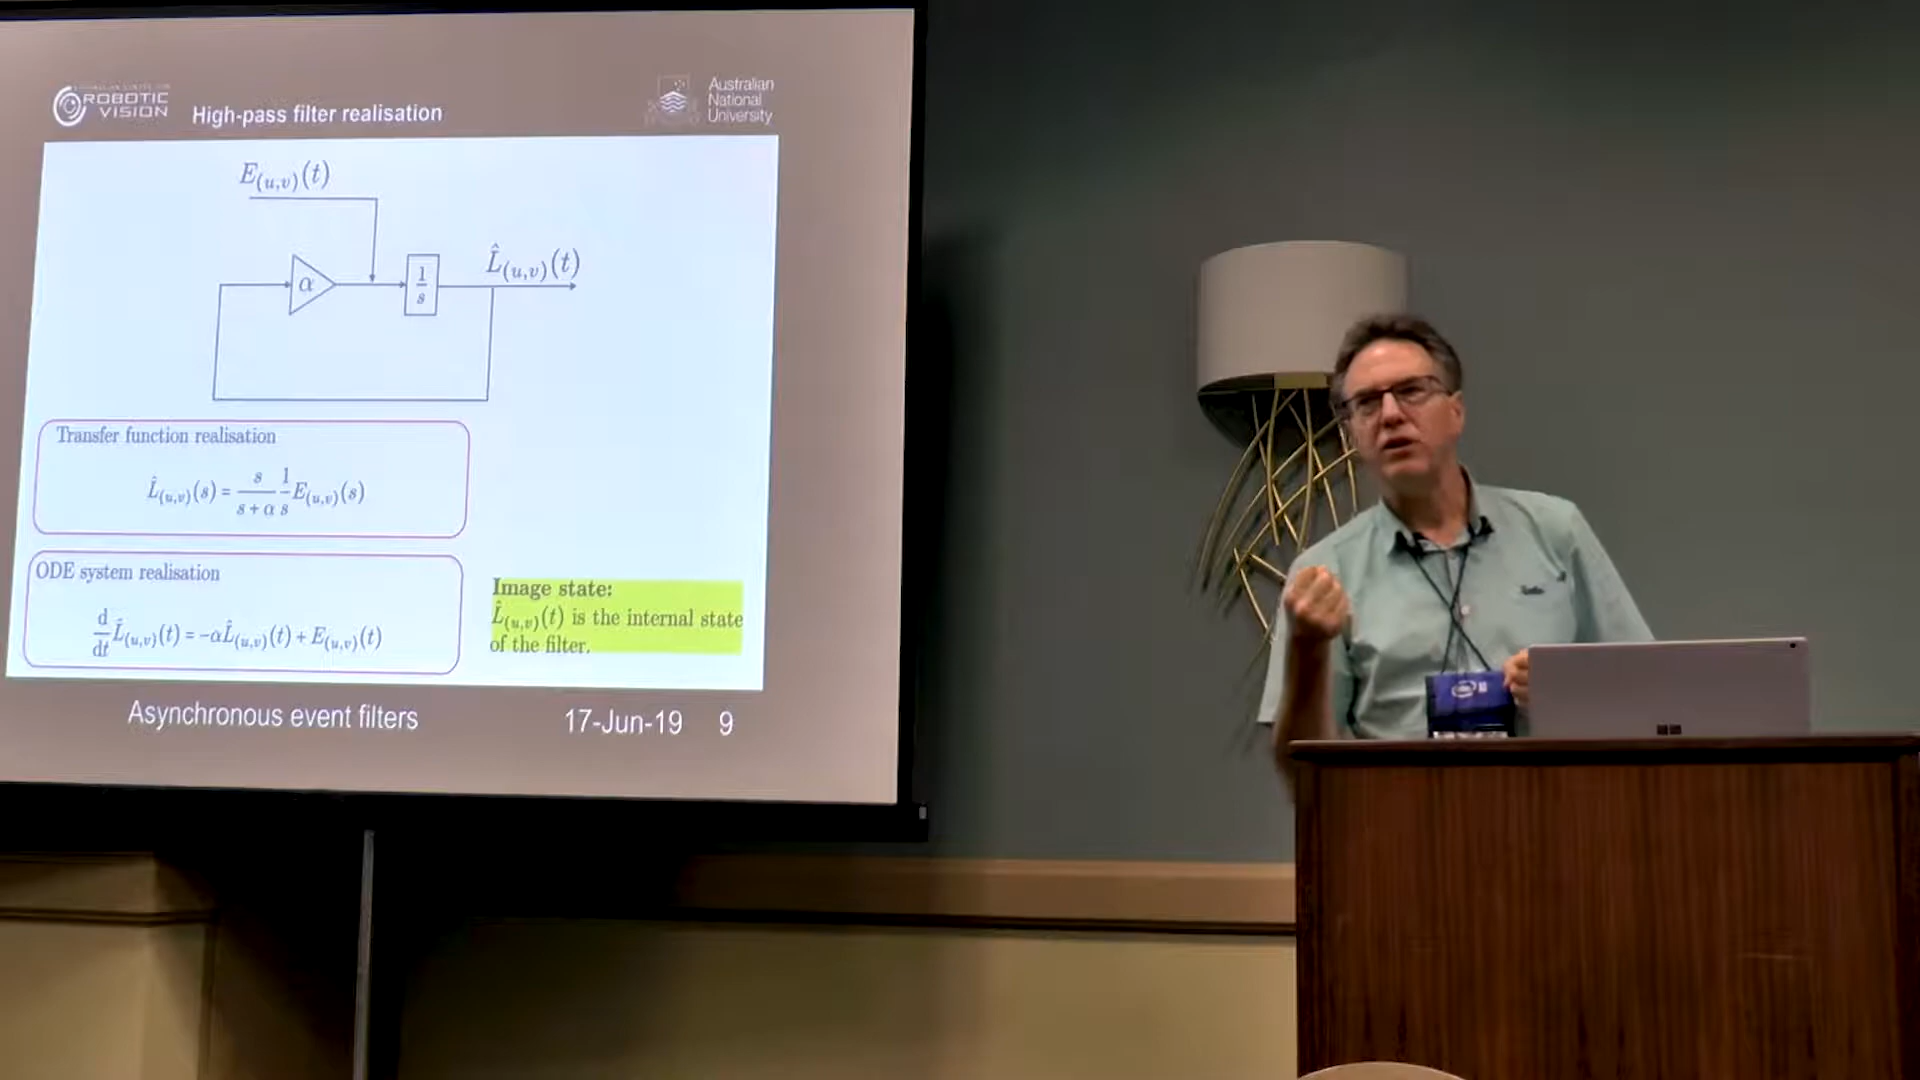 ROBOTIC
VISION
High-pass filter realisation
Australian
National
University
E₍u,v₎(t)
α
1/s
L̂₍u,v₎(t)
Transfer function realisation
L̂₍u,v₎(s) = s/(s + α) 1/s E₍u,v₎(s)
ODE system realisation
d/dt L̂₍u,v₎(t) = -αL̂₍u,v₎(t) + E₍u,v₎(t)
Image state:
L̂₍u,v₎(t) is the internal state
of the filter.
Asynchronous event filters
17-Jun-19 9